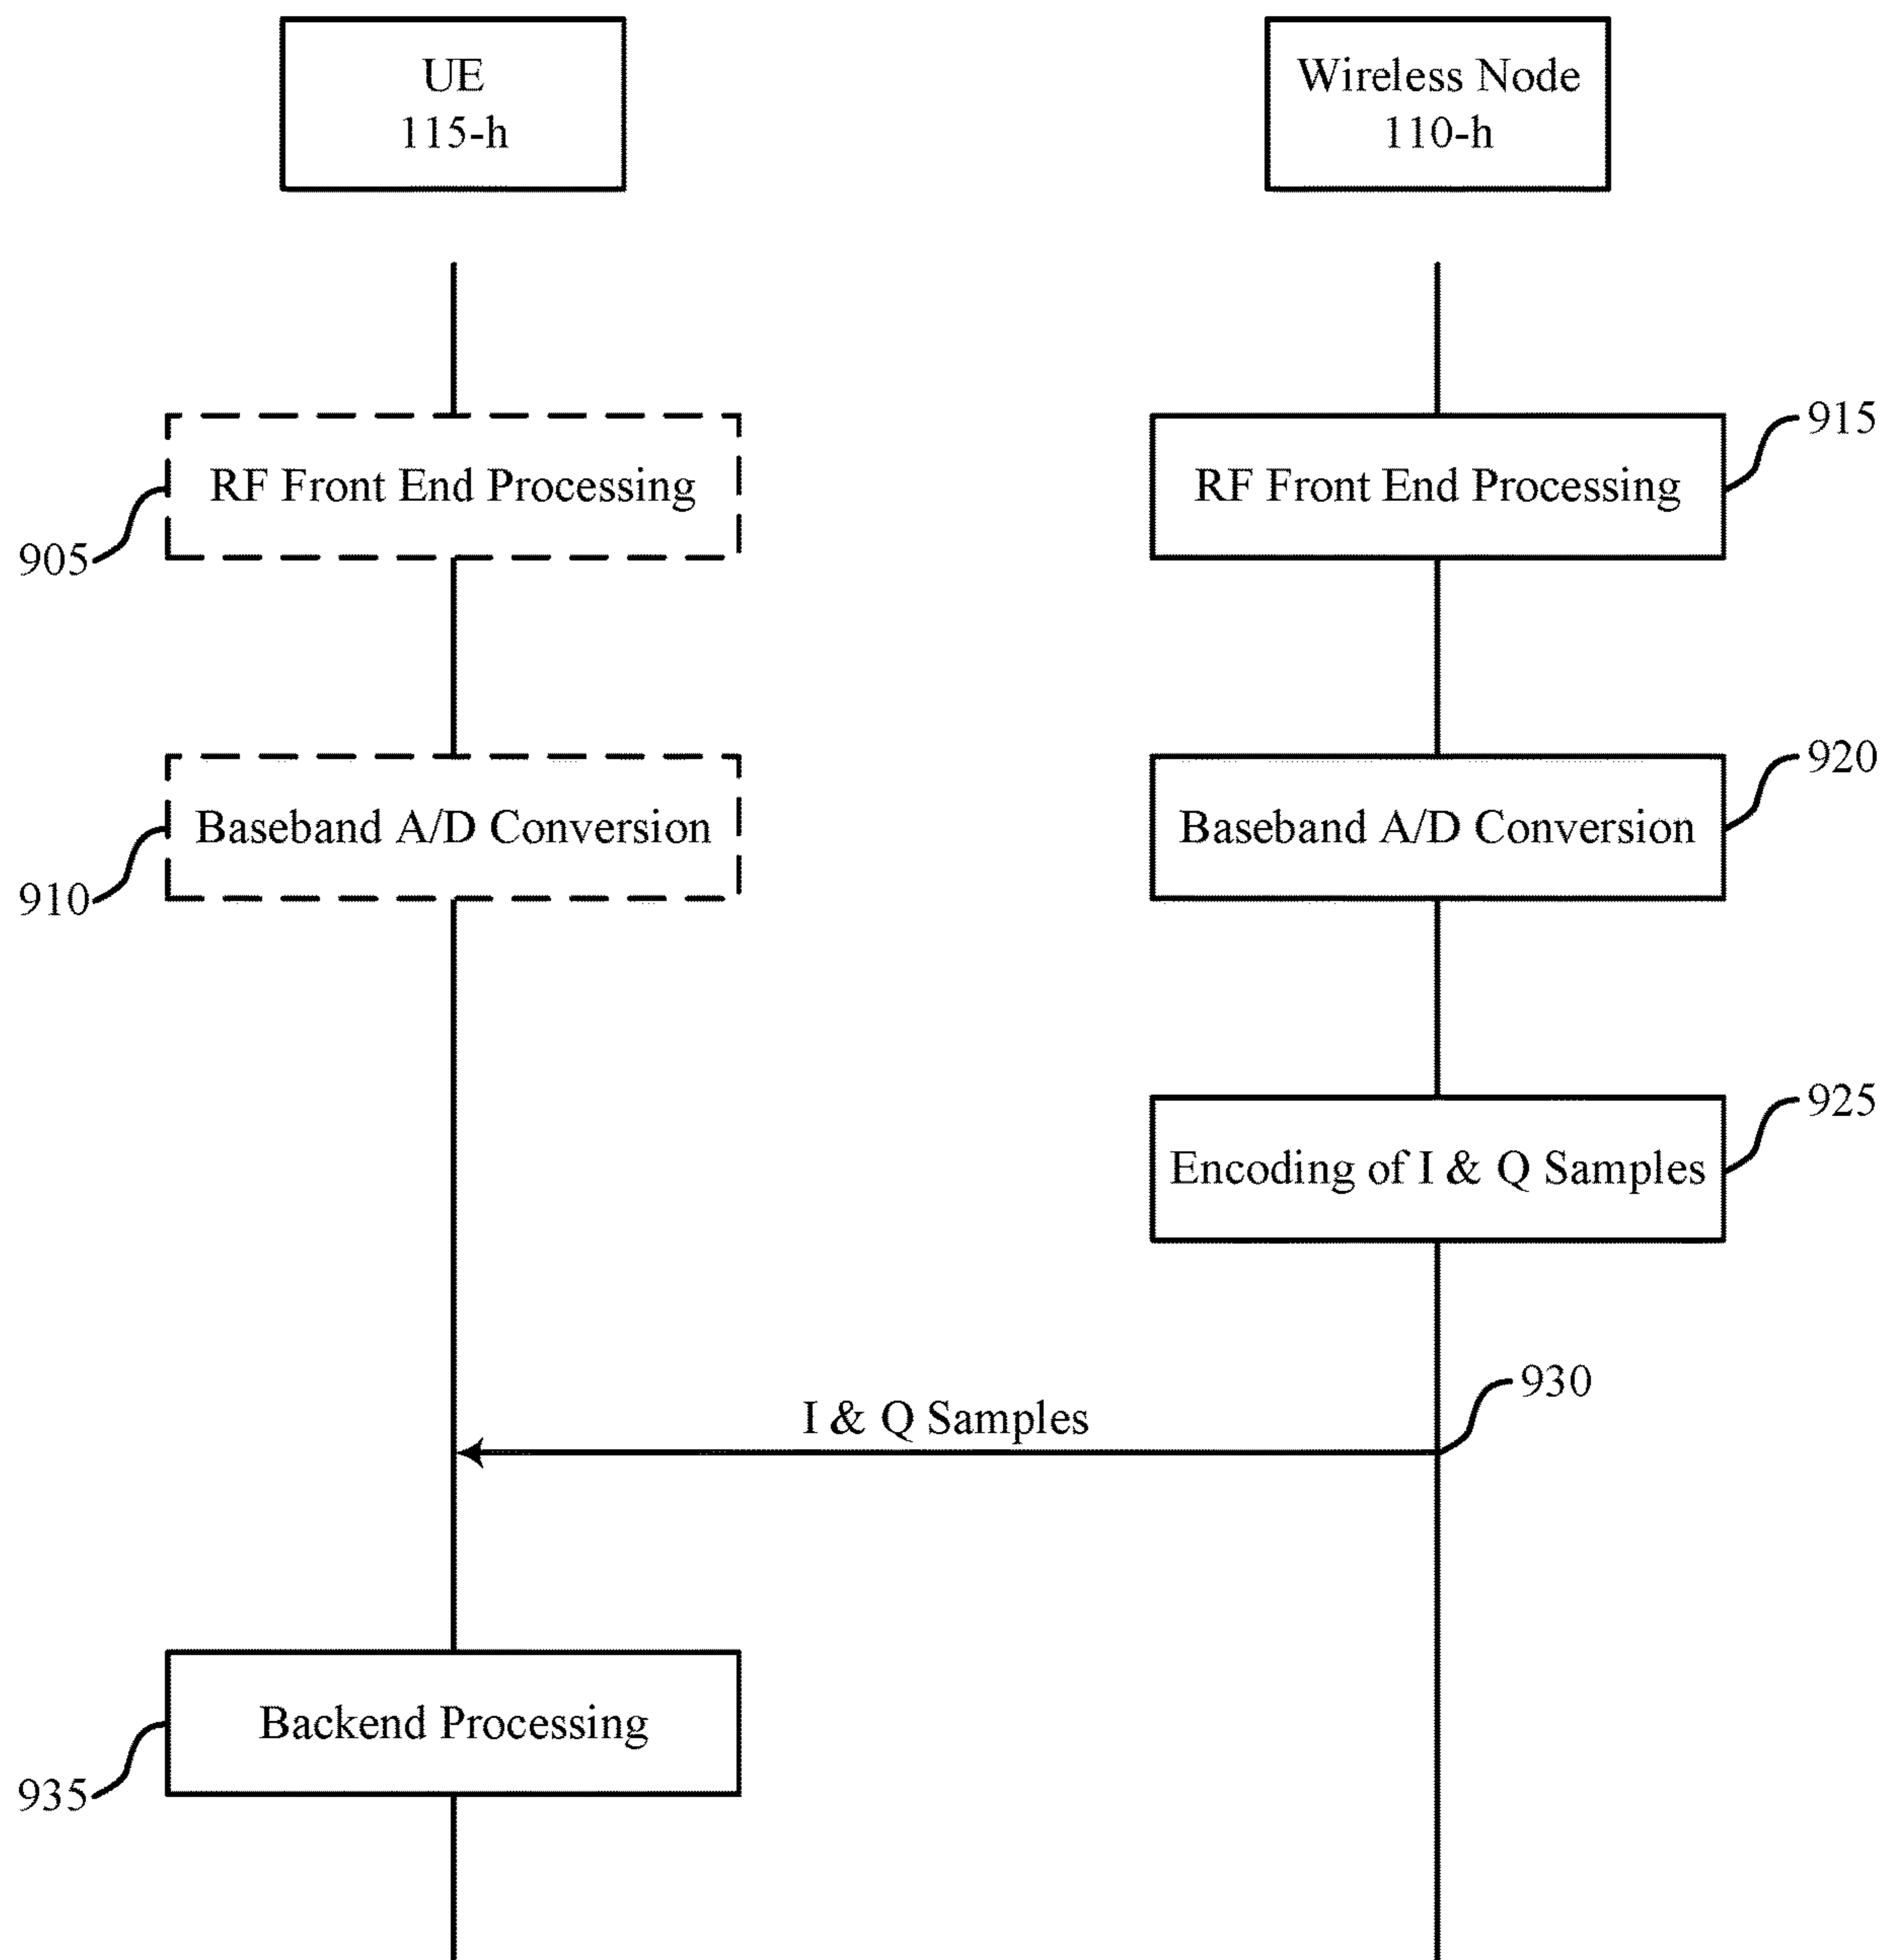 UE
115-h
Wireless Node
110-h
RF Front End Processing
905
RF Front End Processing
915
Baseband A/D Conversion
910
Baseband A/D Conversion
920
Encoding of I & Q Samples
925
I & Q Samples
930
Backend Processing
935